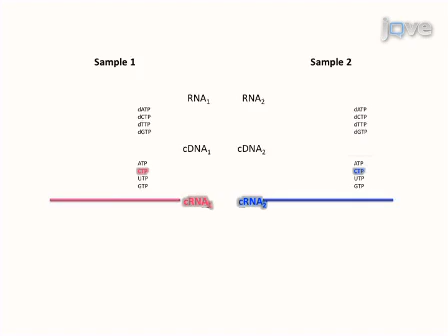 jove
Sample 1 Sample 2
RNA1 RNA2
dATP dATP
dCTP dCTP
dTTP dTTP
dGTP dGTP
cDNA1 cDNA2
ATP ATP
CTP CTP
UTP UTP
GTP GTP
cRNA1 cRNA2